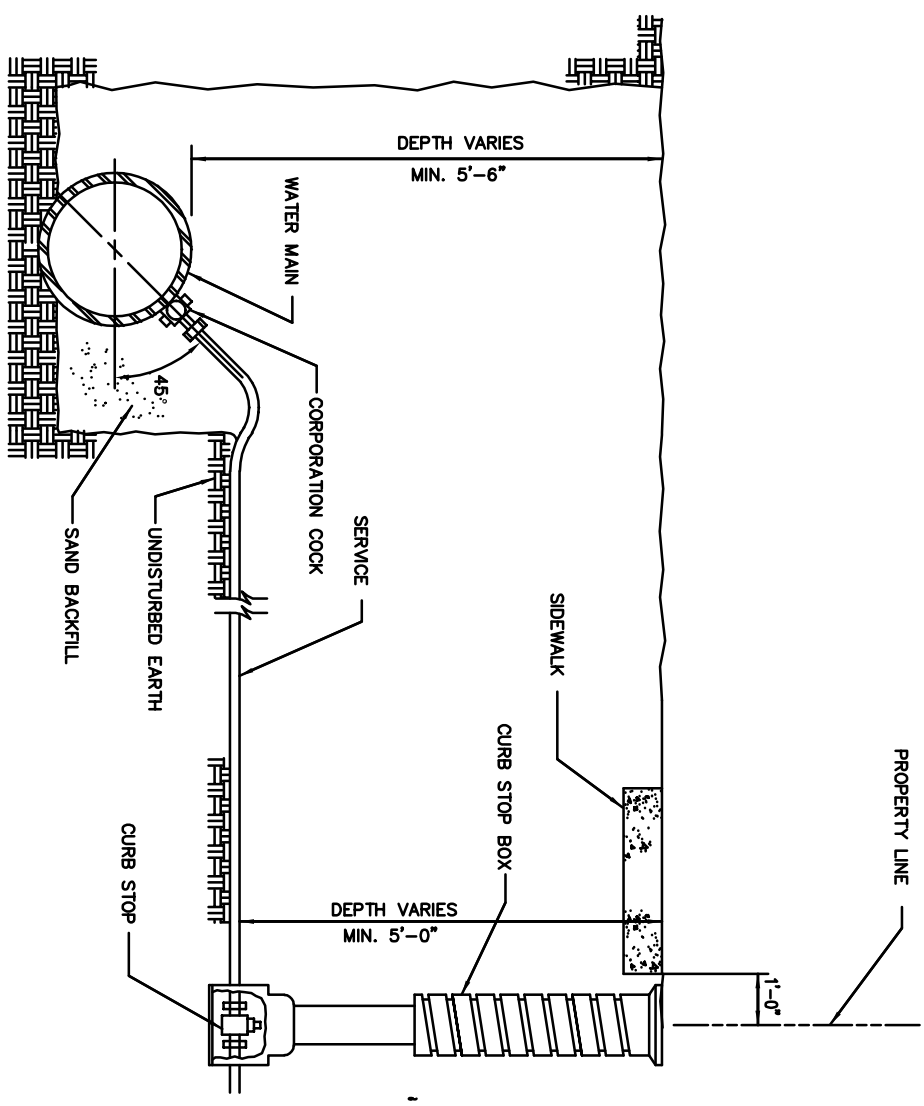 PROPERTY LINE
1'-0"
SIDEWALK
DEPTH VARIES
MIN. 5'-6"
DEPTH VARIES
MIN. 5'-0"
CURB STOP BOX
WATER MAIN
CORPORATION COCK
SERVICE
45°
CURB STOP
UNDISTURBED EARTH
SAND BACKFILL